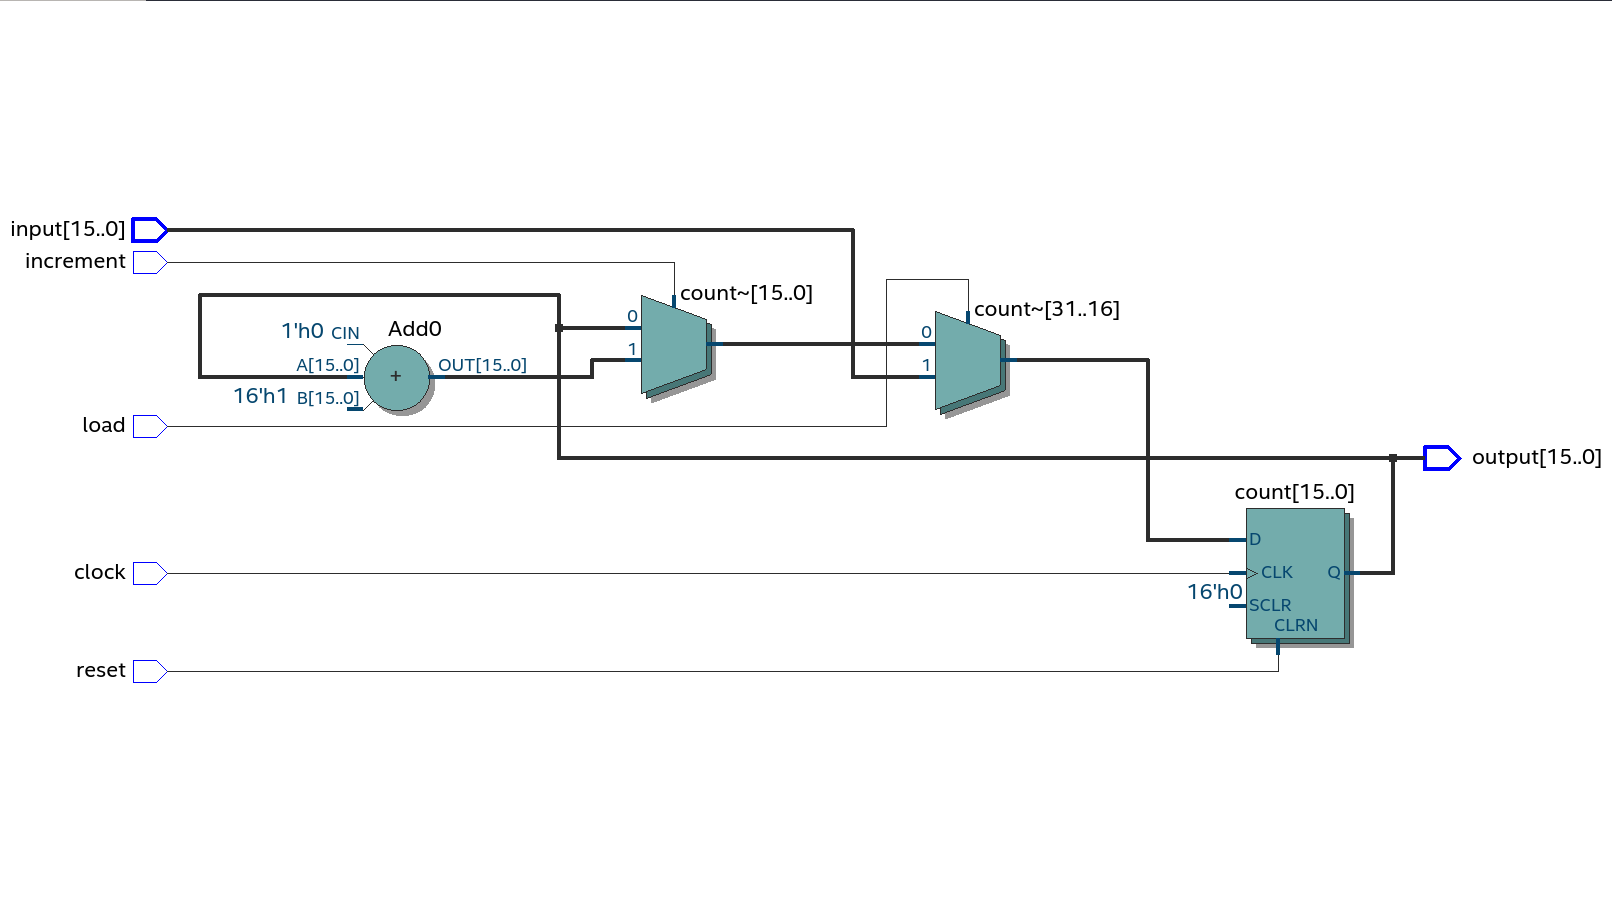 input[15..0]
increment
count~[15..0]
count~[31..16]
0
1'h0 CIN
Add0
0
1
A[15..0]
OUT[15..0]
1
+
16'h1 B[15..0]
load
output[15..0]
count[15..0]
D
clock
CLK
Q
16'h0
SCLR
CLRN
reset